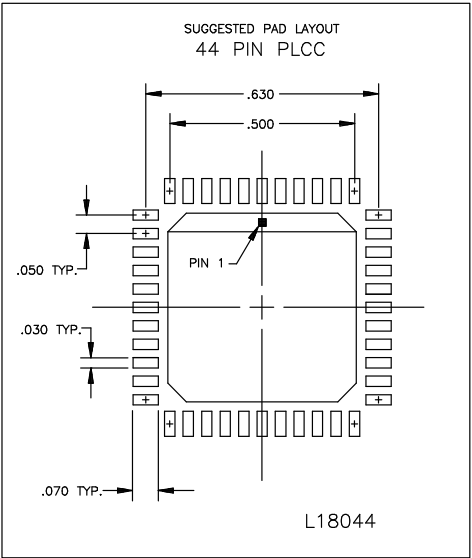 SUGGESTED PAD LAYOUT
44 PIN PLCC
.630
.500
PIN 1
.050 TYP.
.030 TYP.
.070 TYP.
L18044